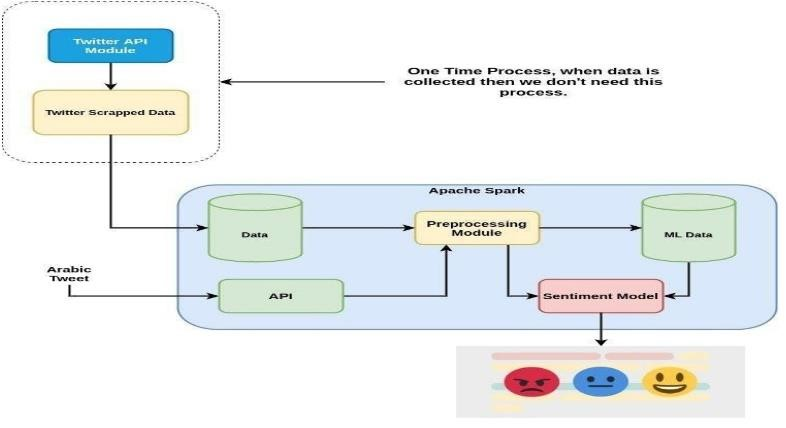 Twitter API
Module
Twitter Scrapped Data
One Time Process, when data is
collected then we don't need this
process.
Apache Spark
Data
Preprocessing
Module
ML Data
Arabic
Tweet
API
Sentiment Model